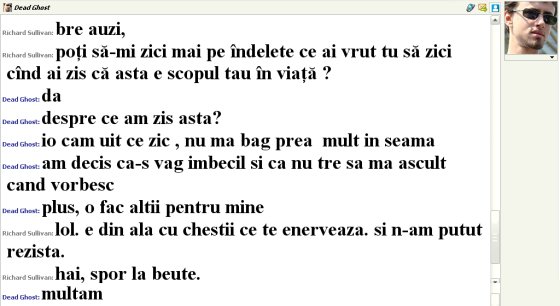 Dead Ghost
Richard Sullivan: bre auzi,
Richard Sullivan: poți să-mi zici mai pe îndelete ce ai vrut tu să zici
cînd ai zis că asta e scopul tau în viață ?
Dead Ghost: da
Dead Ghost: despre ce am zis asta?
Dead Ghost: io cam uit ce zic , nu ma bag prea mult in seama
Dead Ghost: am decis ca-s vag imbecil si ca nu tre sa ma ascult
cand vorbesc
Dead Ghost: plus, o fac altii pentru mine
Richard Sullivan: lol. e din ala cu chestii ce te enerveaza. si n-am putut
rezista.
Richard Sullivan: hai, spor la beute.
Dead Ghost: multam